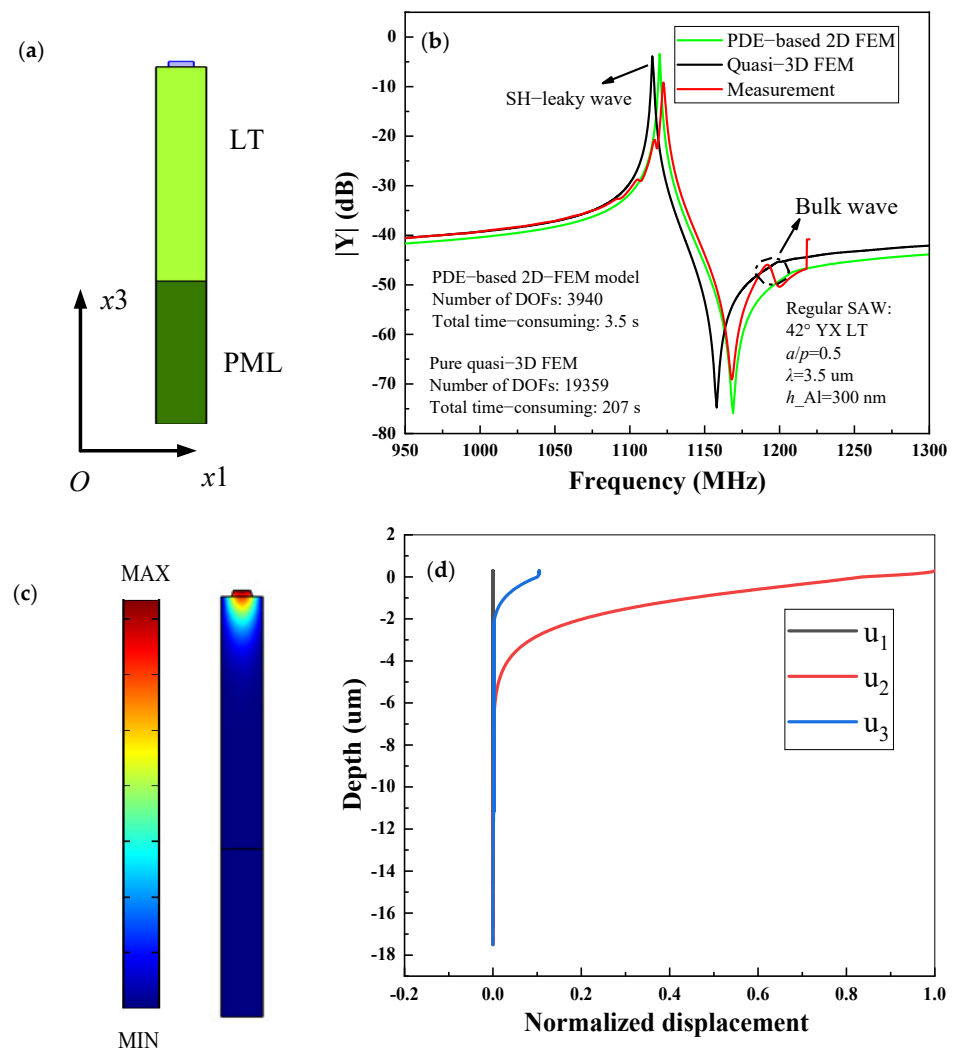 (a)
LT
PML
x3
O
x1
(b)
PDE−based 2D FEM
Quasi−3D FEM
Measurement
SH−leaky wave
Bulk wave
PDE−based 2D−FEM model
Number of DOFs: 3940
Total time−consuming: 3.5 s
Pure quasi−3D FEM
Number of DOFs: 19359
Total time−consuming: 207 s
Regular SAW:
42° YX LT
a/p=0.5
λ=3.5 um
h_Al=300 nm
|Y| (dB)
0
-10
-20
-30
-40
-50
-60
-70
-80
950 1000 1050 1100 1150 1200 1250 1300
Frequency (MHz)
(c)
MAX
MIN
(d)
u1
u2
u3
Depth (um)
2
0
-2
-4
-6
-8
-10
-12
-14
-16
-18
-0.2 0.0 0.2 0.4 0.6 0.8 1.0
Normalized displacement